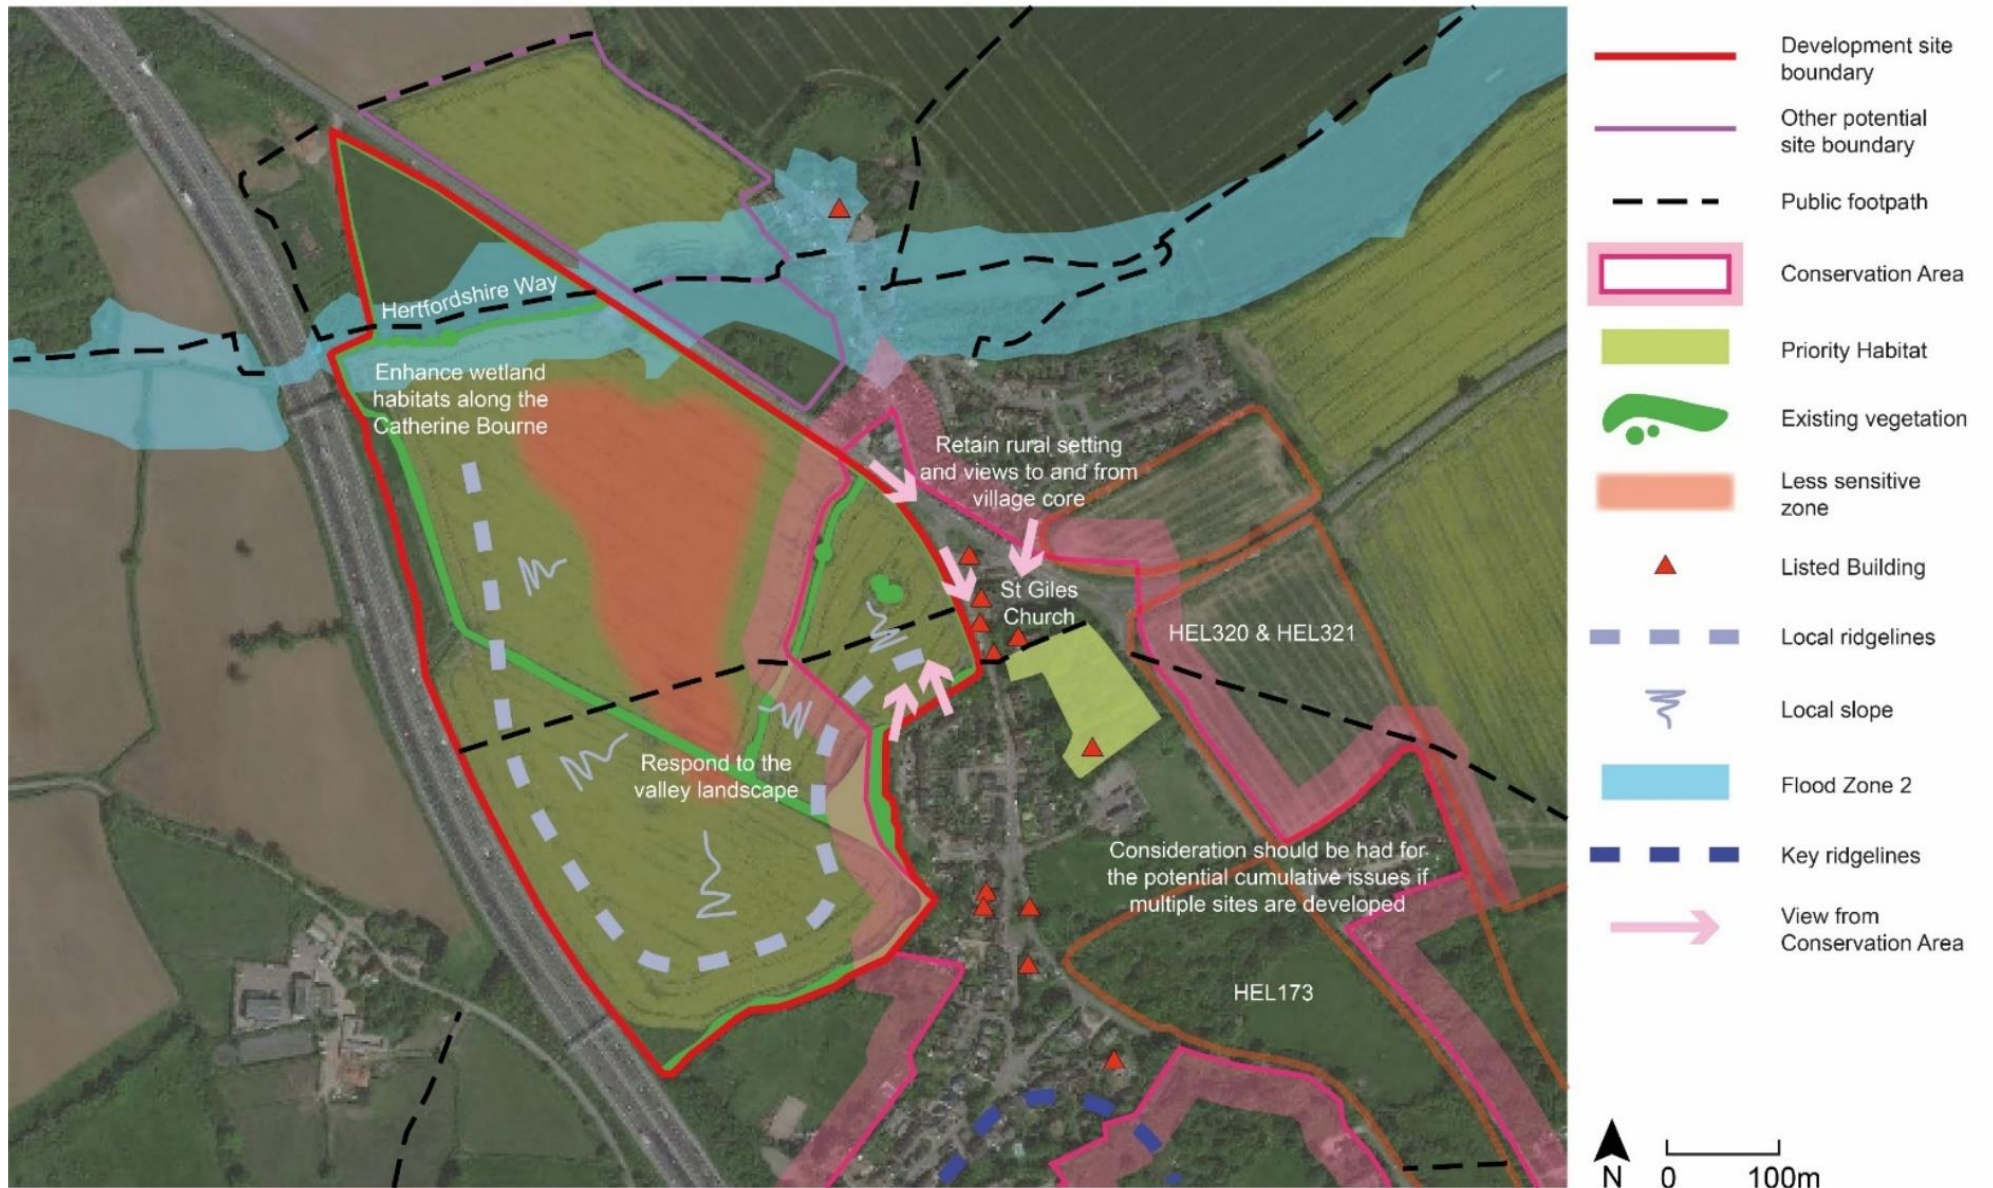 Hertfordshire Way
Enhance wetland
habitats along the
Catherine Bourne
Retain rural setting
and views to and from
village core
St Giles
Church
HEL320 & HEL321
Respond to the
valley landscape
Consideration should be had for
the potential cumulative issues if
multiple sites are developed
HEL173
Development site
boundary
Other potential
site boundary
Public footpath
Conservation Area
Priority Habitat
Existing vegetation
Less sensitive
zone
Listed Building
Local ridgelines
Local slope
Flood Zone 2
Key ridgelines
View from
Conservation Area
N
0
100m